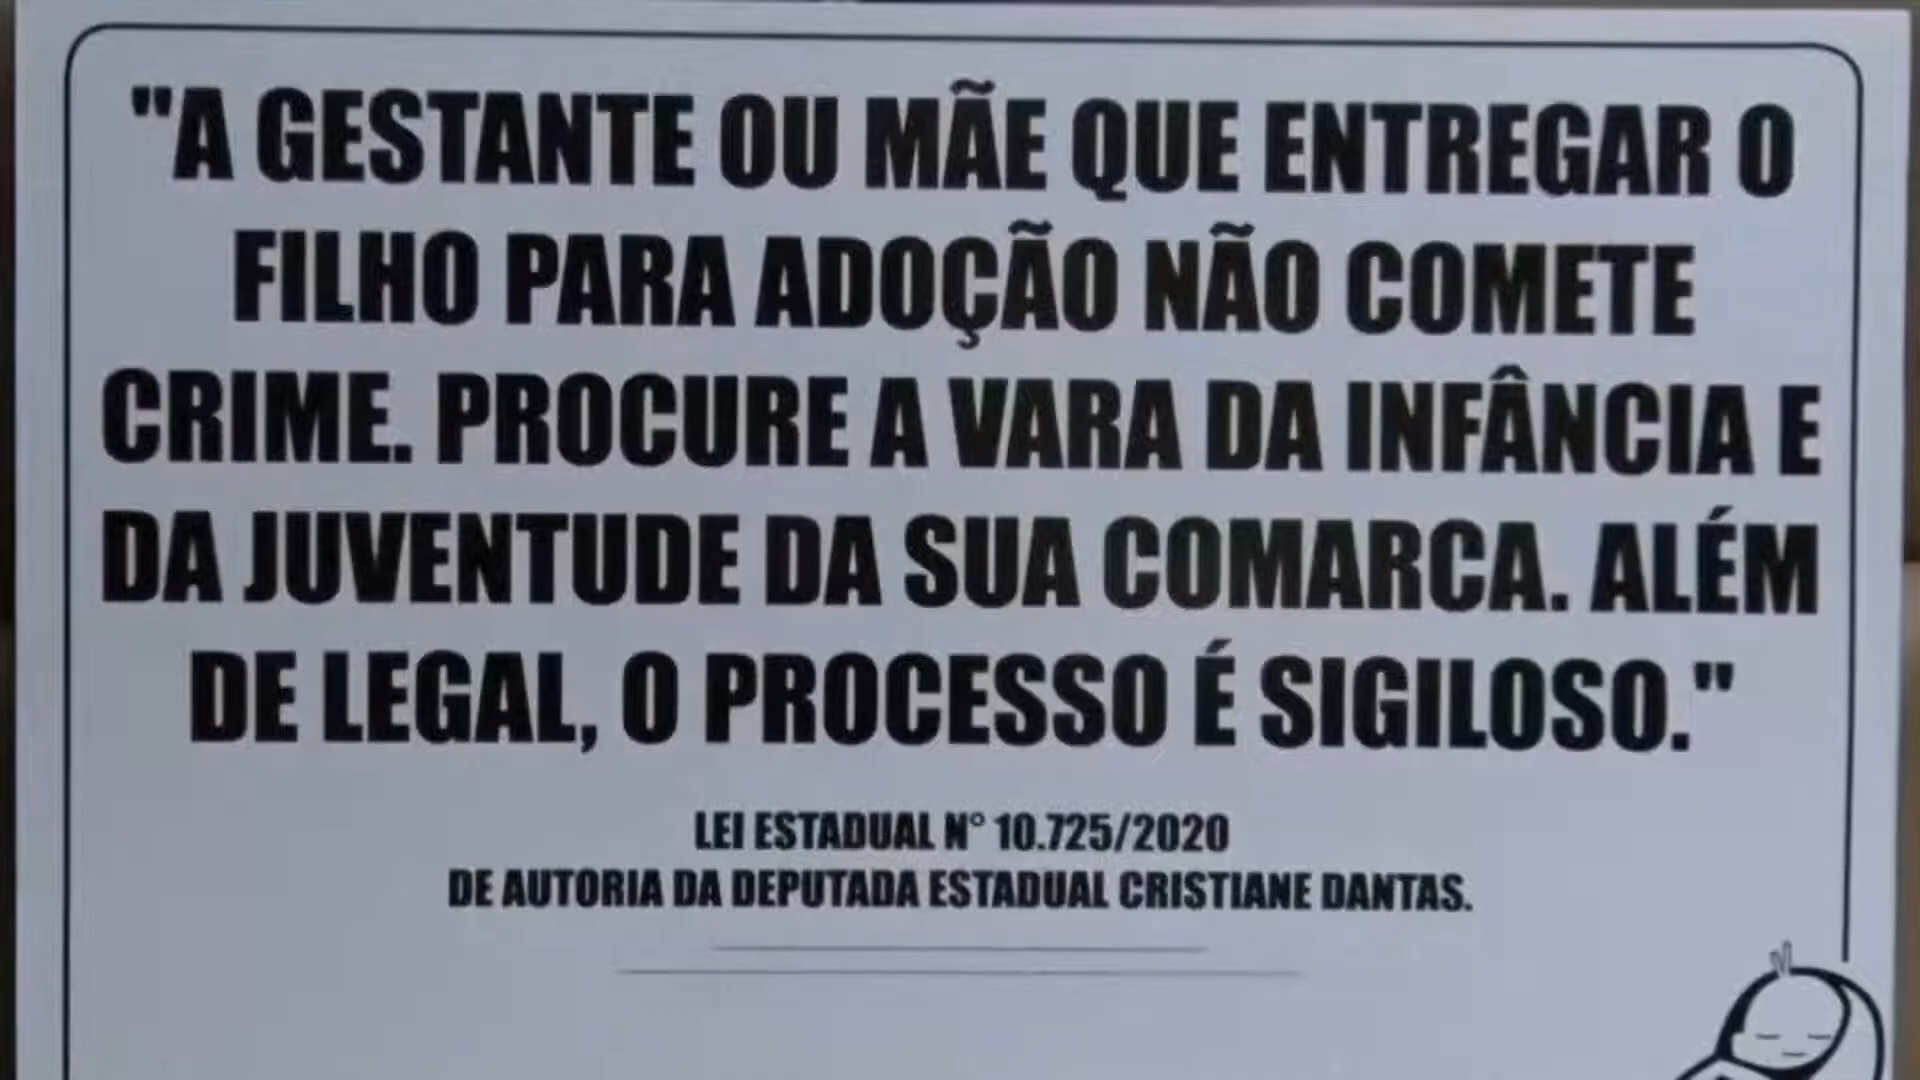 "A GESTANTE OU MÃE QUE ENTREGAR O
FILHO PARA ADOÇÃO NÃO COMETE
CRIME. PROCURE A VARA DA INFÂNCIA E
DA JUVENTUDE DA SUA COMARCA. ALÉM
DE LEGAL, O PROCESSO É SIGILOSO."
LEI ESTADUAL N° 10.725/2020
DE AUTORIA DA DEPUTADA ESTADUAL CRISTIANE DANTAS.